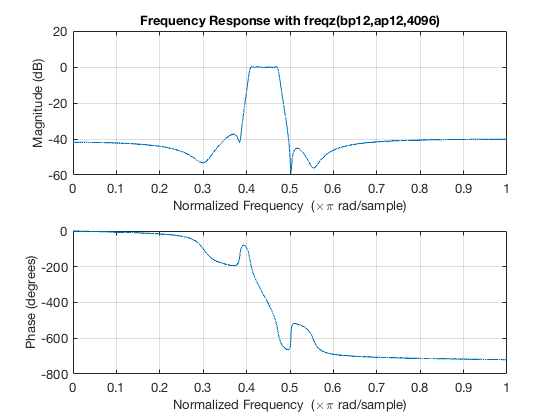 Frequency Response with freqz(bp12,ap12,4096)
20
0
-20
-40
-60
Magnitude (dB)
0 0.1 0.2 0.3 0.4 0.5 0.6 0.7 0.8 0.9 1
Normalized Frequency (×π rad/sample)
0
-200
-400
-600
-800
Phase (degrees)
0 0.1 0.2 0.3 0.4 0.5 0.6 0.7 0.8 0.9 1
Normalized Frequency (×π rad/sample)